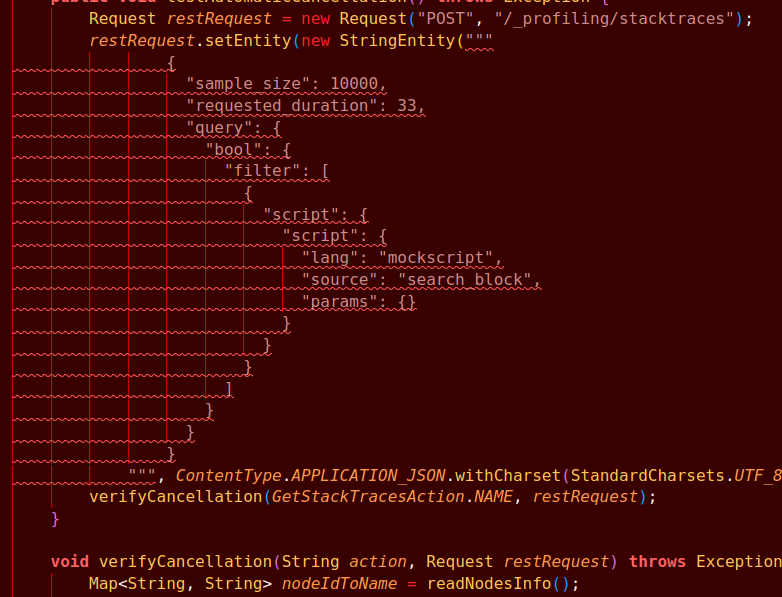 public void testAutomaticCancellation() throws Exception {
Request restRequest = new Request("POST", "/_profiling/stacktraces");
restRequest.setEntity(new StringEntity("""
{
"sample_size": 10000,
"requested_duration": 33,
"query": {
"bool": {
"filter": [
{
"script": {
"script": {
"lang": "mockscript",
"source": "search_block",
"params": {}
}
}
}
]
}
}
}
""", ContentType.APPLICATION_JSON.withCharset(StandardCharsets.UTF_8
verifyCancellation(GetStackTracesAction.NAME, restRequest);
}
void verifyCancellation(String action, Request restRequest) throws Exception
Map<String, String> nodeIdToName = readNodesInfo();